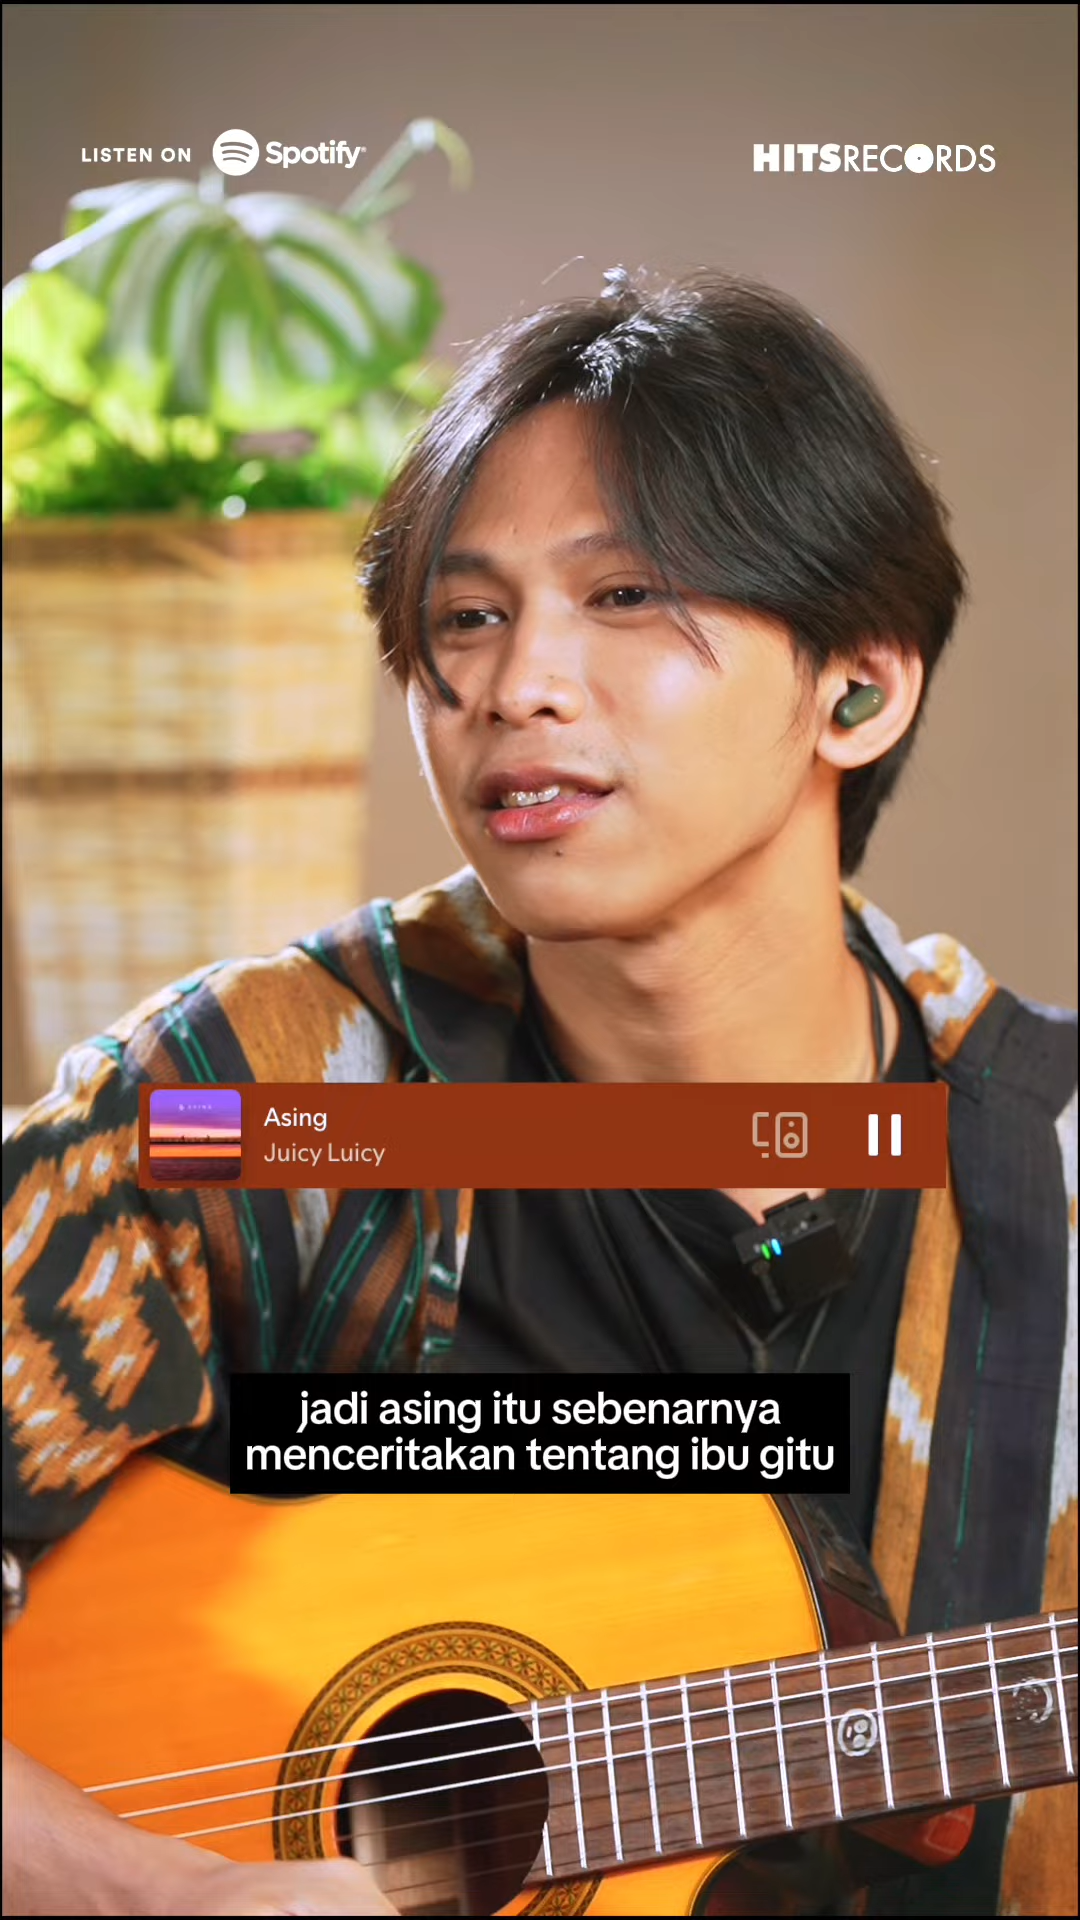 LISTEN ON Spotify
HITSRECORDS
Asing
Juicy Luicy
jadi asing itu sebenarnya
menceritakan tentang ibu gitu